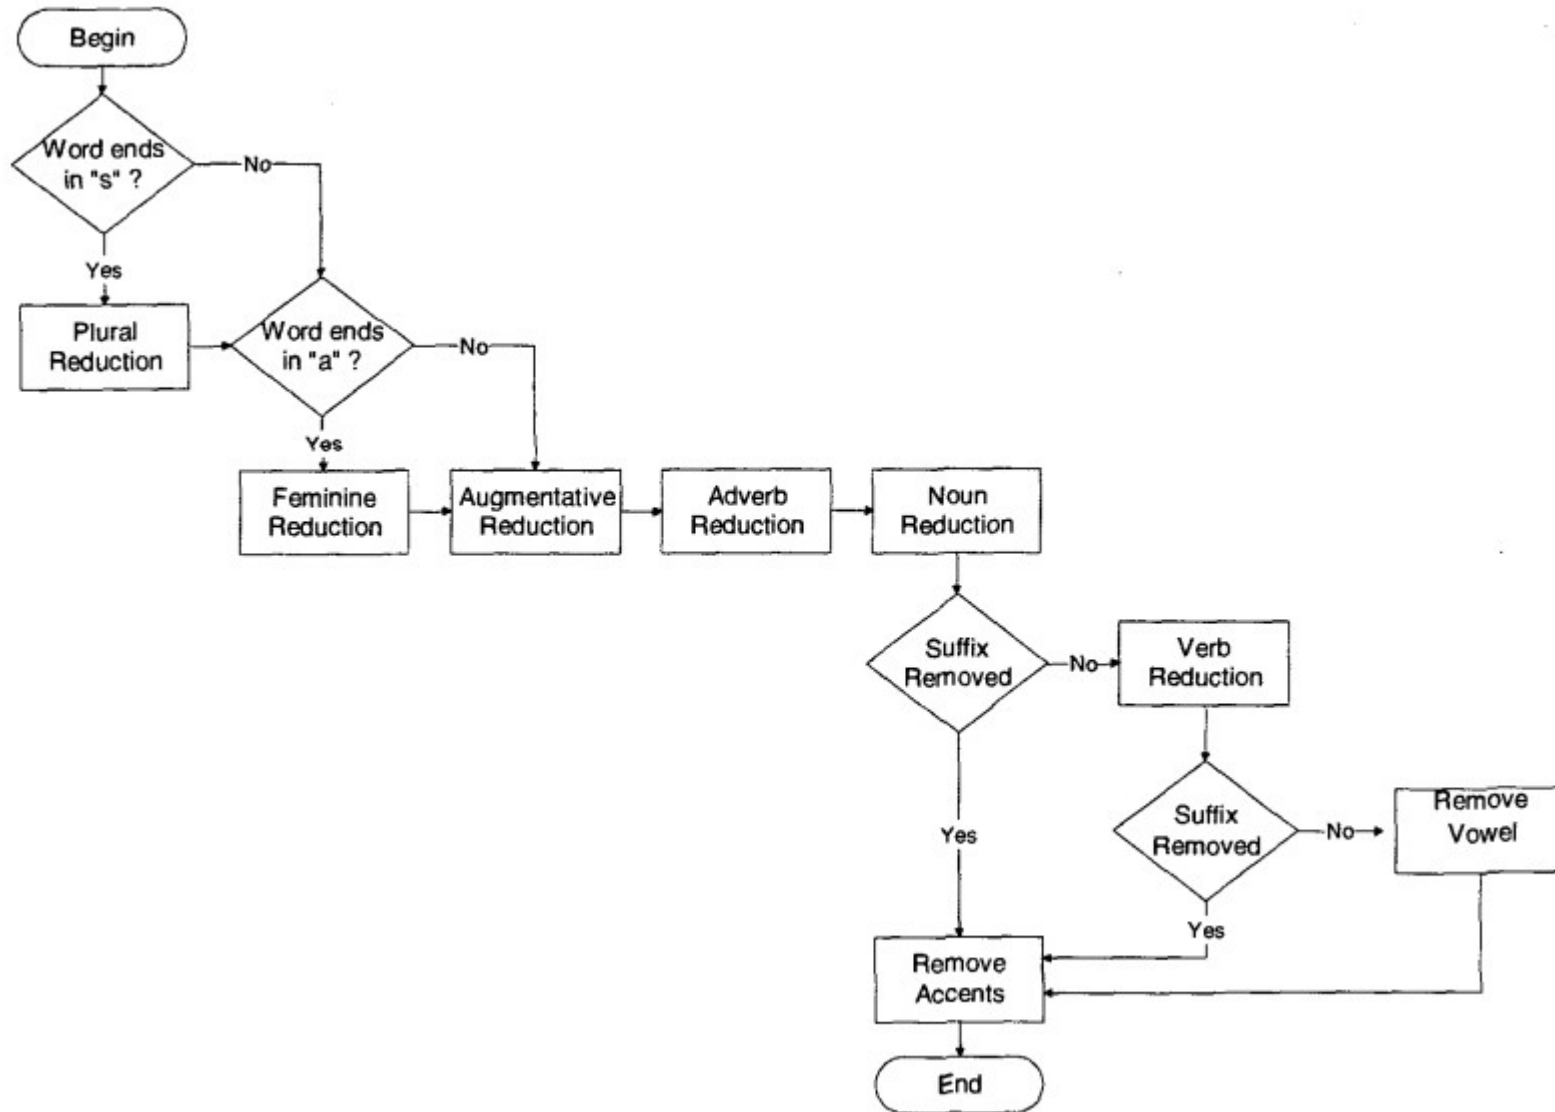 Begin
Word ends
in "s" ?
No
Yes
Plural
Reduction
Word ends
in "a" ?
No
Yes
Feminine
Reduction
Augmentative
Reduction
Adverb
Reduction
Noun
Reduction
Suffix
Removed
No
Verb
Reduction
Yes
Suffix
Removed
No
Remove
Vowel
Yes
Remove
Accents
End